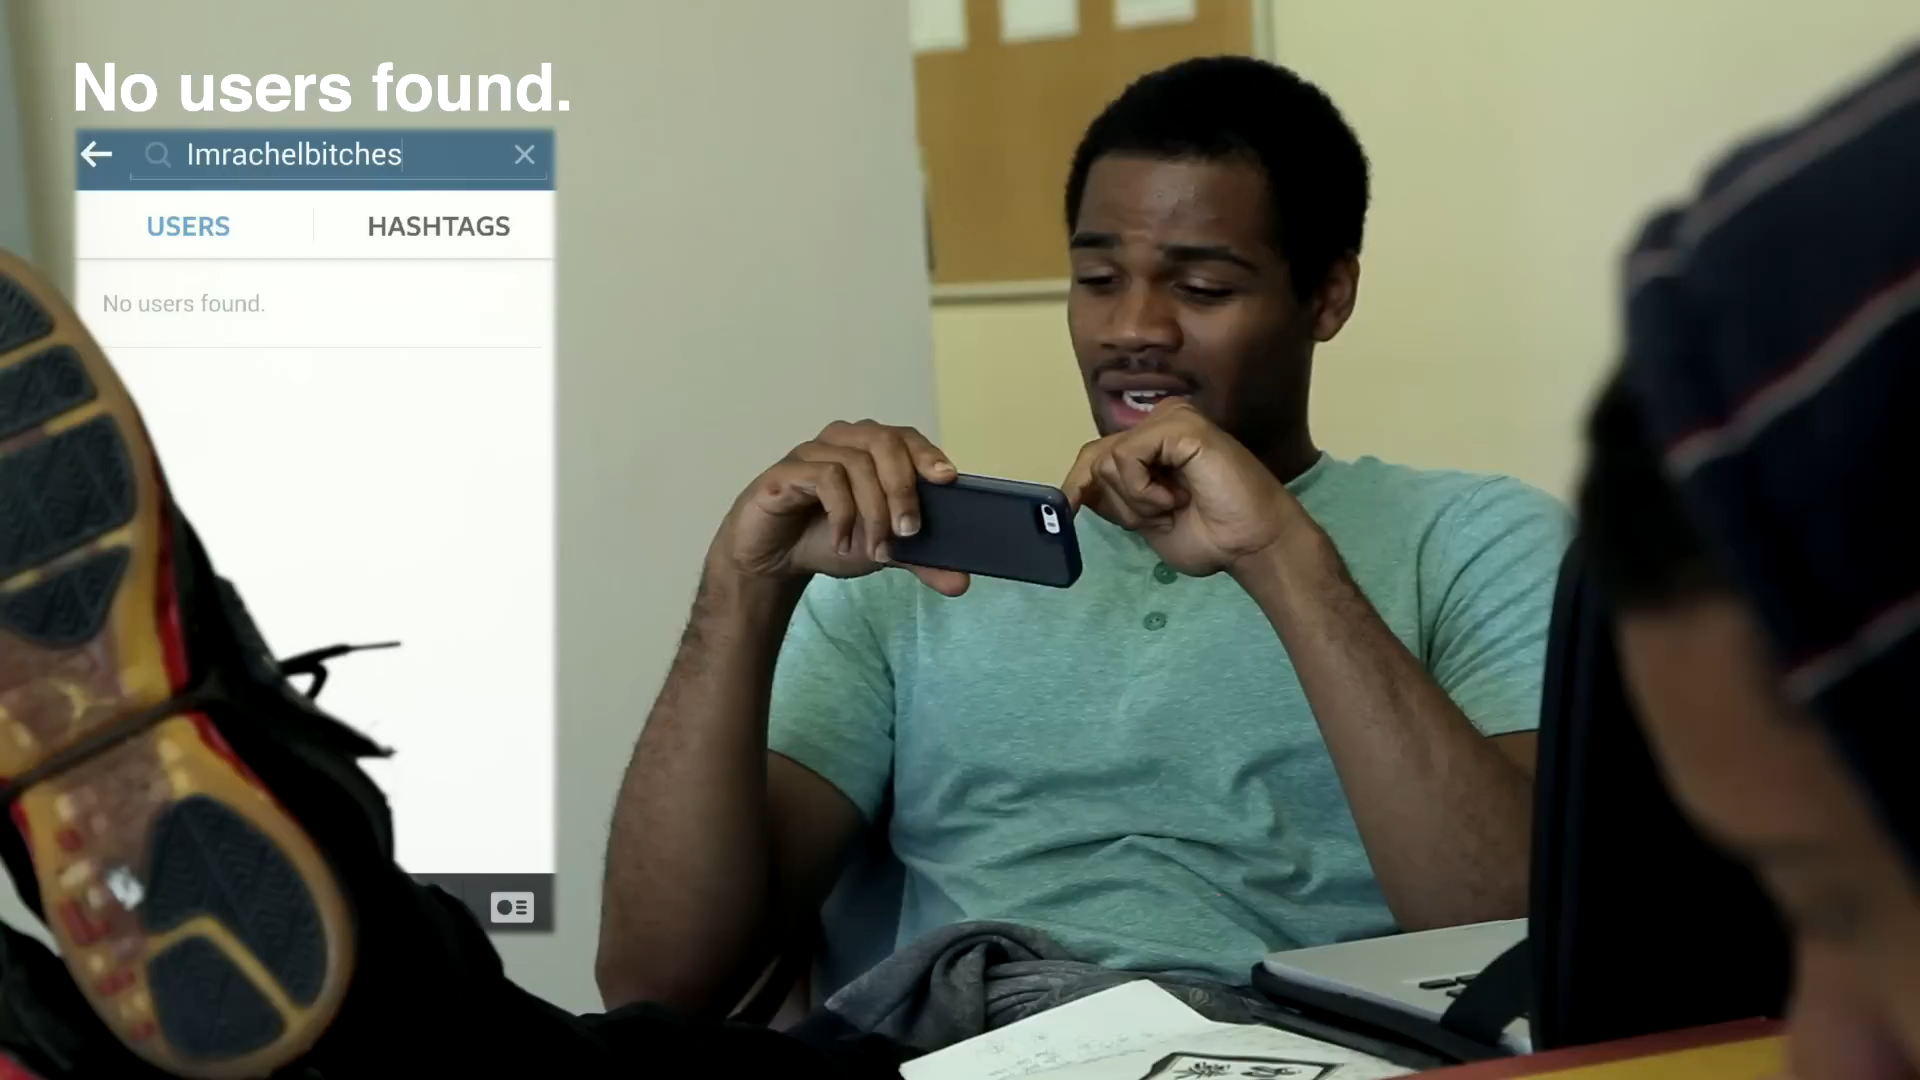 No users found.
Imrachelbitches
USERS
HASHTAGS
No users found.